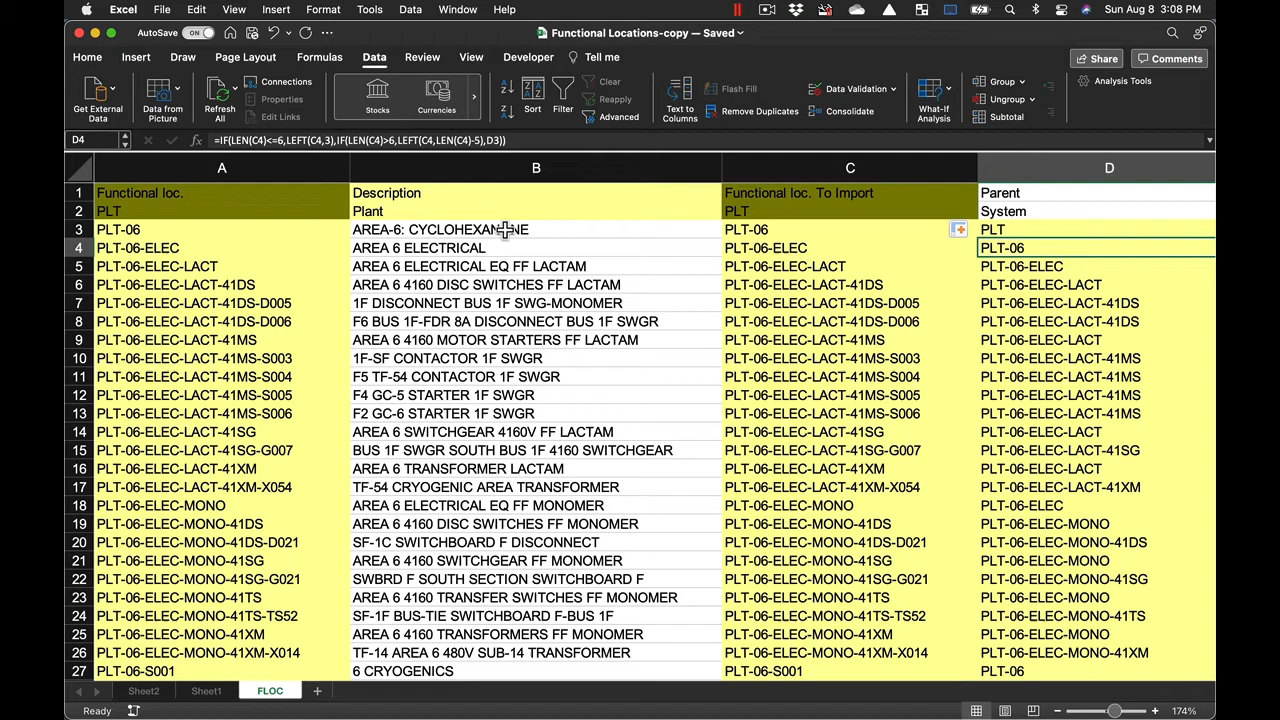 Excel File Edit View Insert Format Tools Data Window Help Sun Aug 8 3:08 PM
AutoSave ON Functional Locations-copy — Saved
Home Insert Draw Page Layout Formulas Data Review View Developer Tell me Share Comments
Get External Data
Data from Picture
Refresh All
Connections
Properties
Edit Links
Stocks
Currencies
Sort
Filter
Clear
Reapply
Advanced
Text to Columns
Flash Fill
Remove Duplicates
Data Validation
Consolidate
What-If Analysis
Group
Ungroup
Subtotal
Analysis Tools
D4 fx =IF(LEN(C4)<=6,LEFT(C4,3),IF(LEN(C4)>6,LEFT(C4,LEN(C4)-5),D3))
A B C D
1 Functional loc. Description Functional loc. To Import Parent
2 PLT Plant PLT System
3 PLT-06 PLT-06 PLT
4 PLT-06-ELEC AREA 6 ELECTRICAL PLT-06-ELEC PLT-06
5 PLT-06-ELEC-LACT AREA 6 ELECTRICAL EQ FF LACTAM PLT-06-ELEC-LACT PLT-06-ELEC
6 PLT-06-ELEC-LACT-41DS AREA 6 4160 DISC SWITCHES FF LACTAM PLT-06-ELEC-LACT-41DS PLT-06-ELEC-LACT
7 PLT-06-ELEC-LACT-41DS-D005 1F DISCONNECT BUS 1F SWG-MONOMER PLT-06-ELEC-LACT-41DS-D005 PLT-06-ELEC-LACT-41DS
8 PLT-06-ELEC-LACT-41DS-D006 F6 BUS 1F-FDR 8A DISCONNECT BUS 1F SWGR PLT-06-ELEC-LACT-41DS-D006 PLT-06-ELEC-LACT-41DS
9 PLT-06-ELEC-LACT-41MS AREA 6 4160 MOTOR STARTERS FF LACTAM PLT-06-ELEC-LACT-41MS PLT-06-ELEC-LACT
10 PLT-06-ELEC-LACT-41MS-S003 1F-SF CONTACTOR 1F SWGR PLT-06-ELEC-LACT-41MS-S003 PLT-06-ELEC-LACT-41MS
11 PLT-06-ELEC-LACT-41MS-S004 F5 TF-54 CONTACTOR 1F SWGR PLT-06-ELEC-LACT-41MS-S004 PLT-06-ELEC-LACT-41MS
12 PLT-06-ELEC-LACT-41MS-S005 F4 GC-5 STARTER 1F SWGR PLT-06-ELEC-LACT-41MS-S005 PLT-06-ELEC-LACT-41MS
13 PLT-06-ELEC-LACT-41MS-S006 F2 GC-6 STARTER 1F SWGR PLT-06-ELEC-LACT-41MS-S006 PLT-06-ELEC-LACT-41MS
14 PLT-06-ELEC-LACT-41SG AREA 6 SWITCHGEAR 4160V FF LACTAM PLT-06-ELEC-LACT-41SG PLT-06-ELEC-LACT
15 PLT-06-ELEC-LACT-41SG-G007 BUS 1F SWGR SOUTH BUS 1F 4160 SWITCHGEAR PLT-06-ELEC-LACT-41SG-G007 PLT-06-ELEC-LACT-41SG
16 PLT-06-ELEC-LACT-41XM AREA 6 TRANSFORMER LACTAM PLT-06-ELEC-LACT-41XM PLT-06-ELEC-LACT
17 PLT-06-ELEC-LACT-41XM-X054 TF-54 CRYOGENIC AREA TRANSFORMER PLT-06-ELEC-LACT-41XM-X054 PLT-06-ELEC-LACT-41XM
18 PLT-06-ELEC-MONO AREA 6 ELECTRICAL EQ FF MONOMER PLT-06-ELEC-MONO PLT-06-ELEC
19 PLT-06-ELEC-MONO-41DS AREA 6 4160 DISC SWITCHES FF MONOMER PLT-06-ELEC-MONO-41DS PLT-06-ELEC-MONO
20 PLT-06-ELEC-MONO-41DS-D021 SF-1C SWITCHBOARD F DISCONNECT PLT-06-ELEC-MONO-41DS-D021 PLT-06-ELEC-MONO-41DS
21 PLT-06-ELEC-MONO-41SG AREA 6 4160 SWITCHGEAR FF MONOMER PLT-06-ELEC-MONO-41SG PLT-06-ELEC-MONO
22 PLT-06-ELEC-MONO-41SG-G021 SWBRD F SOUTH SECTION SWITCHBOARD F PLT-06-ELEC-MONO-41SG-G021 PLT-06-ELEC-MONO-41SG
23 PLT-06-ELEC-MONO-41TS AREA 6 4160 TRANSFER SWITCHES FF MONOMER PLT-06-ELEC-MONO-41TS PLT-06-ELEC-MONO
24 PLT-06-ELEC-MONO-41TS-TS52 SF-1F BUS-TIE SWITCHBOARD F-BUS 1F PLT-06-ELEC-MONO-41TS-TS52 PLT-06-ELEC-MONO-41TS
25 PLT-06-ELEC-MONO-41XM AREA 6 4160 TRANSFORMERS FF MONOMER PLT-06-ELEC-MONO-41XM PLT-06-ELEC-MONO
26 PLT-06-ELEC-MONO-41XM-X014 TF-14 AREA 6 480V SUB-14 TRANSFORMER PLT-06-ELEC-MONO-41XM-X014 PLT-06-ELEC-MONO-41XM
27 PLT-06-S001 6 CRYOGENICS PLT-06-S001 PLT-06
Sheet2 Sheet1 FLOC
Ready 174%